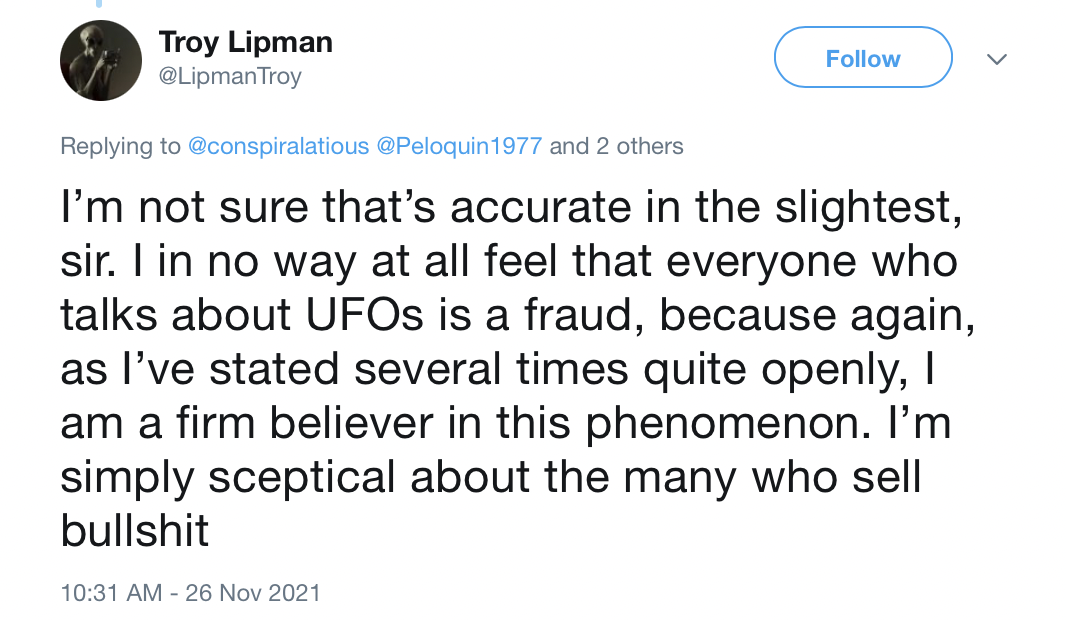 Troy Lipman
@LipmanTroy
Follow
Replying to @conspiralatious @Peloquin1977 and 2 others
I’m not sure that’s accurate in the slightest,
sir. I in no way at all feel that everyone who
talks about UFOs is a fraud, because again,
as I’ve stated several times quite openly, I
am a firm believer in this phenomenon. I’m
simply sceptical about the many who sell
bullshit
10:31 AM - 26 Nov 2021